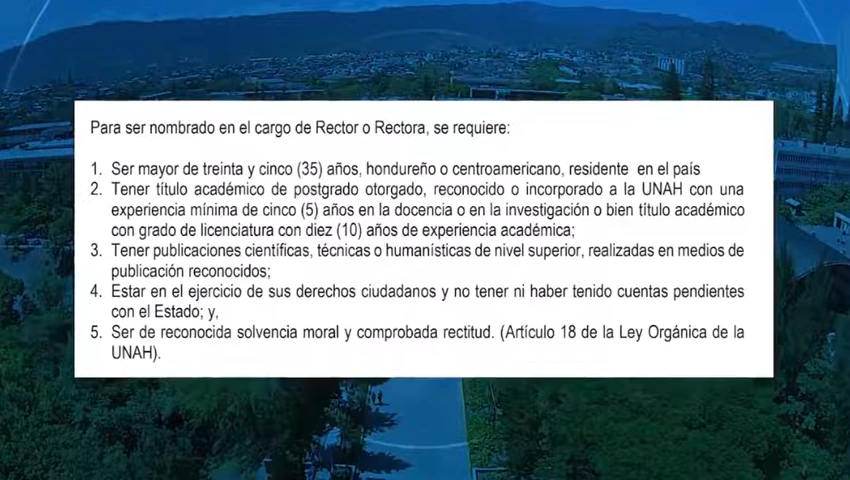 Para ser nombrado en el cargo de Rector o Rectora, se requiere:
1. Ser mayor de treinta y cinco (35) años, hondureño o centroamericano, residente en el país
2. Tener título académico de postgrado otorgado, reconocido o incorporado a la UNAH con una
experiencia mínima de cinco (5) años en la docencia o en la investigación o bien título académico
con grado de licenciatura con diez (10) años de experiencia académica;
3. Tener publicaciones científicas, técnicas o humanísticas de nivel superior, realizadas en medios de
publicación reconocidos;
4. Estar en el ejercicio de sus derechos ciudadanos y no tener ni haber tenido cuentas pendientes
con el Estado; y,
5. Ser de reconocida solvencia moral y comprobada rectitud. (Artículo 18 de la Ley Orgánica de la
UNAH).